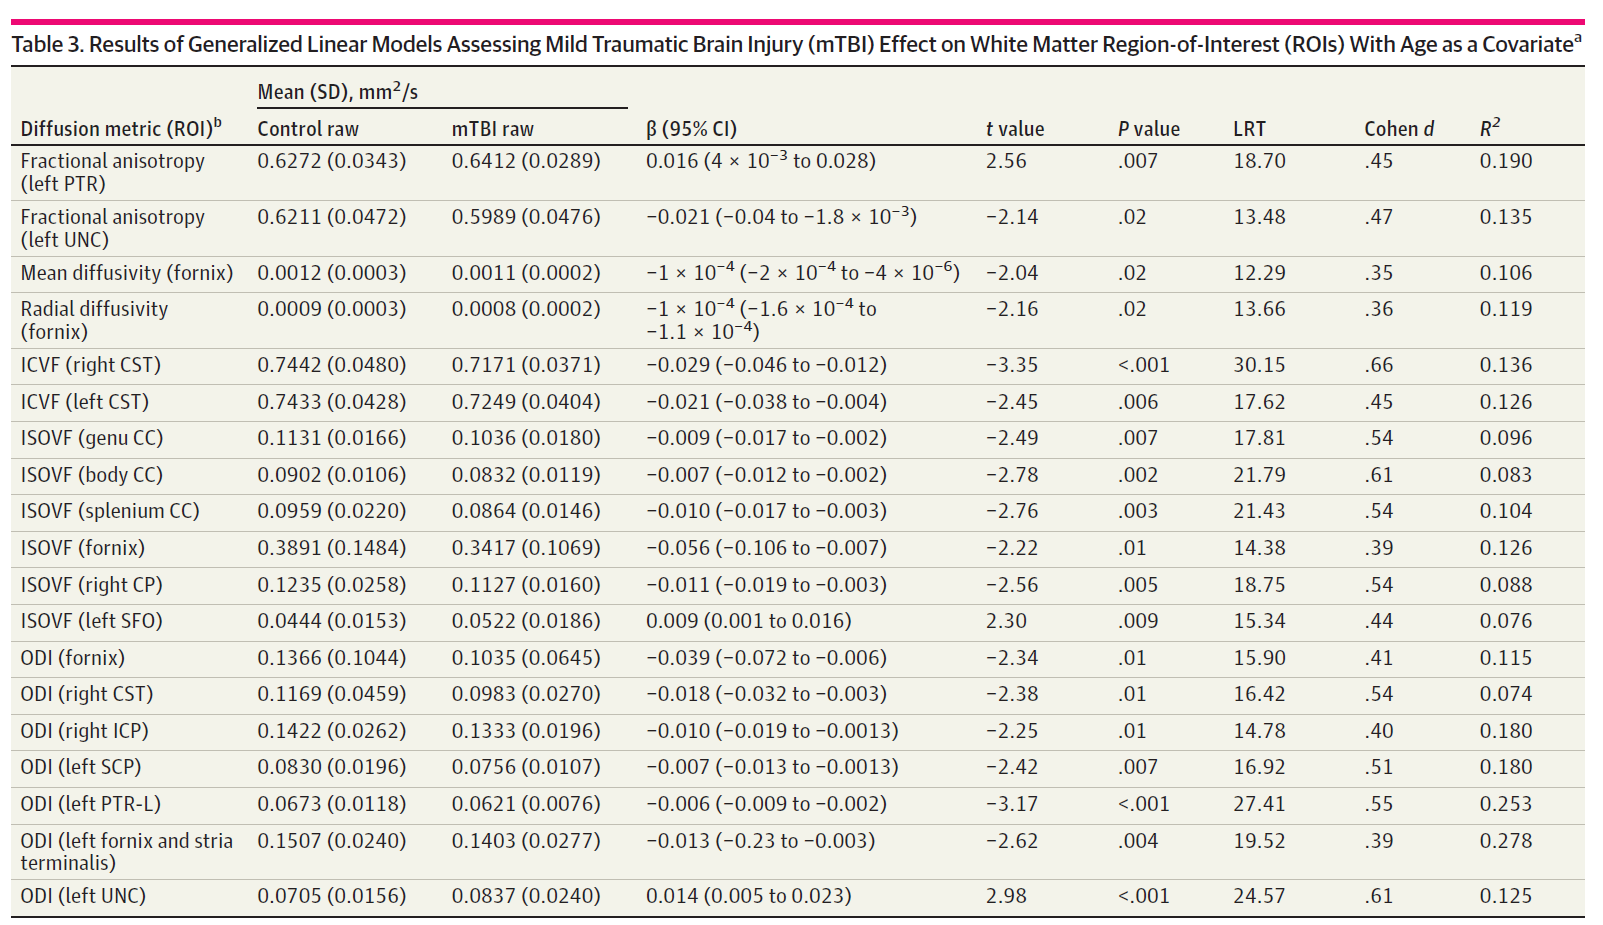 Table 3. Results of Generalized Linear Models Assessing Mild Traumatic Brain Injury (mTBI) Effect on White Matter Region-of-Interest (ROIs) With Age as a Covariate^a
Mean (SD), mm²/s
Diffusion metric (ROI)^b Control raw mTBI raw β (95% CI) t value P value LRT Cohen d R²
Fractional anisotropy (left PTR) 0.6272 (0.0343) 0.6412 (0.0289) 0.016 (4 × 10⁻³ to 0.028) 2.56 .007 18.70 .45 0.190
Fractional anisotropy (left UNC) 0.6211 (0.0472) 0.5989 (0.0476) −0.021 (−0.04 to −1.8 × 10⁻³) −2.14 .02 13.48 .47 0.135
Mean diffusivity (fornix) 0.0012 (0.0003) 0.0011 (0.0002) −1 × 10⁻⁴ (−2 × 10⁻⁴ to −4 × 10⁻⁶) −2.04 .02 12.29 .35 0.106
Radial diffusivity (fornix) 0.0009 (0.0003) 0.0008 (0.0002) −1 × 10⁻⁴ (−1.6 × 10⁻⁴ to −1.1 × 10⁻⁴) −2.16 .02 13.66 .36 0.119
ICVF (right CST) 0.7442 (0.0480) 0.7171 (0.0371) −0.029 (−0.046 to −0.012) −3.35 <.001 30.15 .66 0.136
ICVF (left CST) 0.7433 (0.0428) 0.7249 (0.0404) −0.021 (−0.038 to −0.004) −2.45 .006 17.62 .45 0.126
ISOVF (genu CC) 0.1131 (0.0166) 0.1036 (0.0180) −0.009 (−0.017 to −0.002) −2.49 .007 17.81 .54 0.096
ISOVF (body CC) 0.0902 (0.0106) 0.0832 (0.0119) −0.007 (−0.012 to −0.002) −2.78 .002 21.79 .61 0.083
ISOVF (splenium CC) 0.0959 (0.0220) 0.0864 (0.0146) −0.010 (−0.017 to −0.003) −2.76 .003 21.43 .54 0.104
ISOVF (fornix) 0.3891 (0.1484) 0.3417 (0.1069) −0.056 (−0.106 to −0.007) −2.22 .01 14.38 .39 0.126
ISOVF (right CP) 0.1235 (0.0258) 0.1127 (0.0160) −0.011 (−0.019 to −0.003) −2.56 .005 18.75 .54 0.088
ISOVF (left SFO) 0.0444 (0.0153) 0.0522 (0.0186) 0.009 (0.001 to 0.016) 2.30 .009 15.34 .44 0.076
ODI (fornix) 0.1366 (0.1044) 0.1035 (0.0645) −0.039 (−0.072 to −0.006) −2.34 .01 15.90 .41 0.115
ODI (right CST) 0.1169 (0.0459) 0.0983 (0.0270) −0.018 (−0.032 to −0.003) −2.38 .01 16.42 .54 0.074
ODI (right ICP) 0.1422 (0.0262) 0.1333 (0.0196) −0.010 (−0.019 to −0.0013) −2.25 .01 14.78 .40 0.180
ODI (left SCP) 0.0830 (0.0196) 0.0756 (0.0107) −0.007 (−0.013 to −0.0013) −2.42 .007 16.92 .51 0.180
ODI (left PTR-L) 0.0673 (0.0118) 0.0621 (0.0076) −0.006 (−0.009 to −0.002) −3.17 <.001 27.41 .55 0.253
ODI (left fornix and stria terminalis) 0.1507 (0.0240) 0.1403 (0.0277) −0.013 (−0.23 to −0.003) −2.62 .004 19.52 .39 0.278
ODI (left UNC) 0.0705 (0.0156) 0.0837 (0.0240) 0.014 (0.005 to 0.023) 2.98 <.001 24.57 .61 0.125